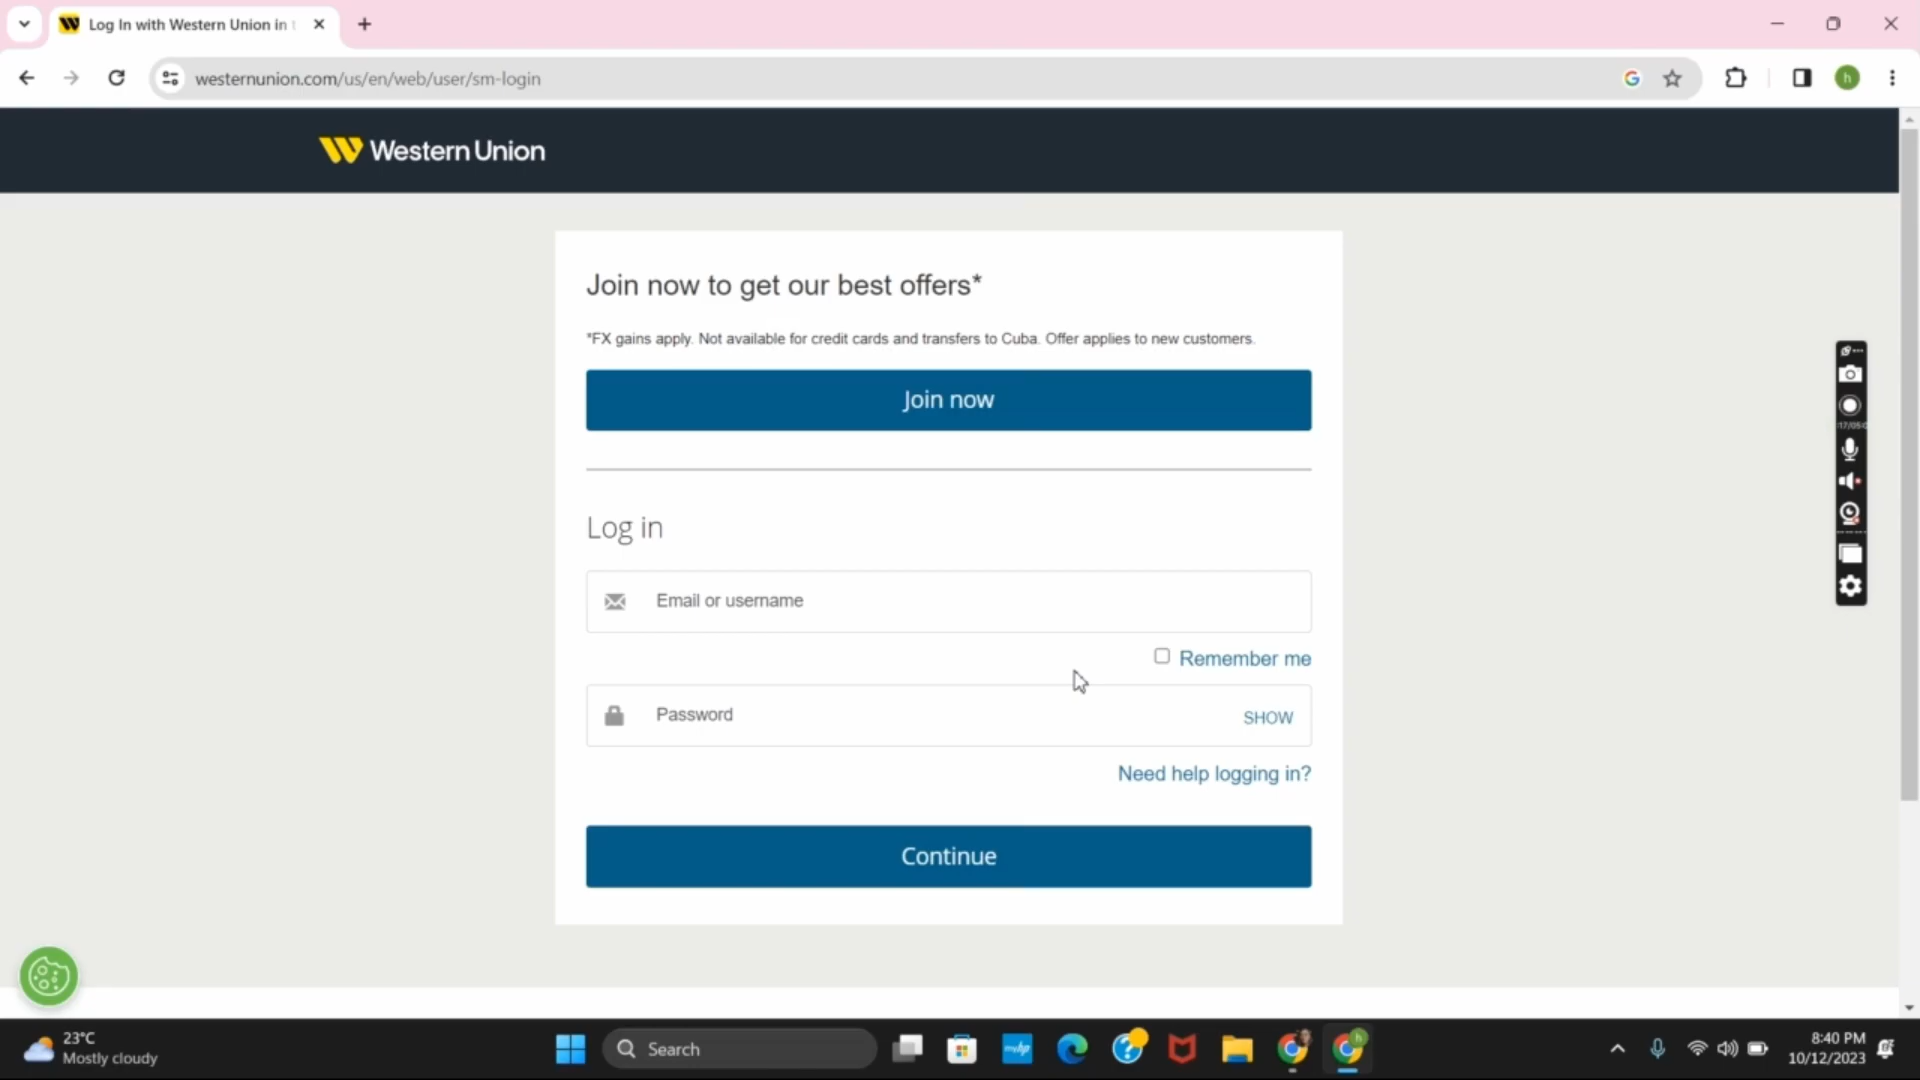 Log In with Western Union in t
westernunion.com/us/en/web/user/sm-login
h
Western Union
Join now to get our best offers*
*FX gains apply. Not available for credit cards and transfers to Cuba. Offer applies to new customers.
Join now
Log in
Email or username
Remember me
Password
SHOW
Need help logging in?
Continue
23°C
Mostly cloudy
Search
myhp
h
8:40 PM
10/12/2023